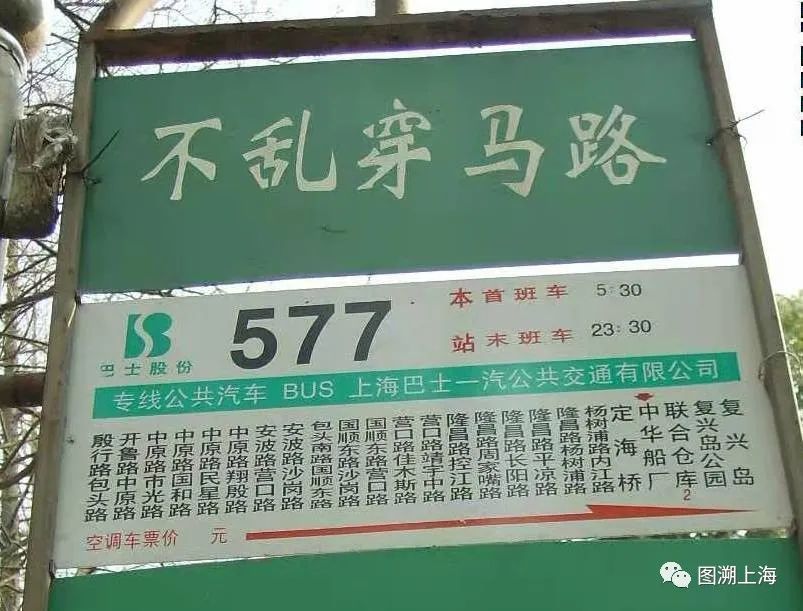 不乱穿马路
巴士股份
577
本首班车 5:30
站末班车 23:30
专线公共汽车 BUS 上海巴士一汽公共交通有限公司
殷行路包头路
开鲁路中原路
中原路市光路
中原路国和路
中原路民星路
中原路翔殷路
安波路营口路
安波路沙岗路
包头南路国顺东路
国顺东路沙岗路
国顺东路营口路
营口路佳木斯路
营口路靖宇中路
隆昌路控江路
隆昌路周家嘴路
隆昌路长阳路
隆昌路平凉路
隆昌路杨树浦路
杨树浦路内江路
定海桥
中华船厂
联合仓库
复兴岛公园
复兴岛
2
空调车票价 元
图溯上海